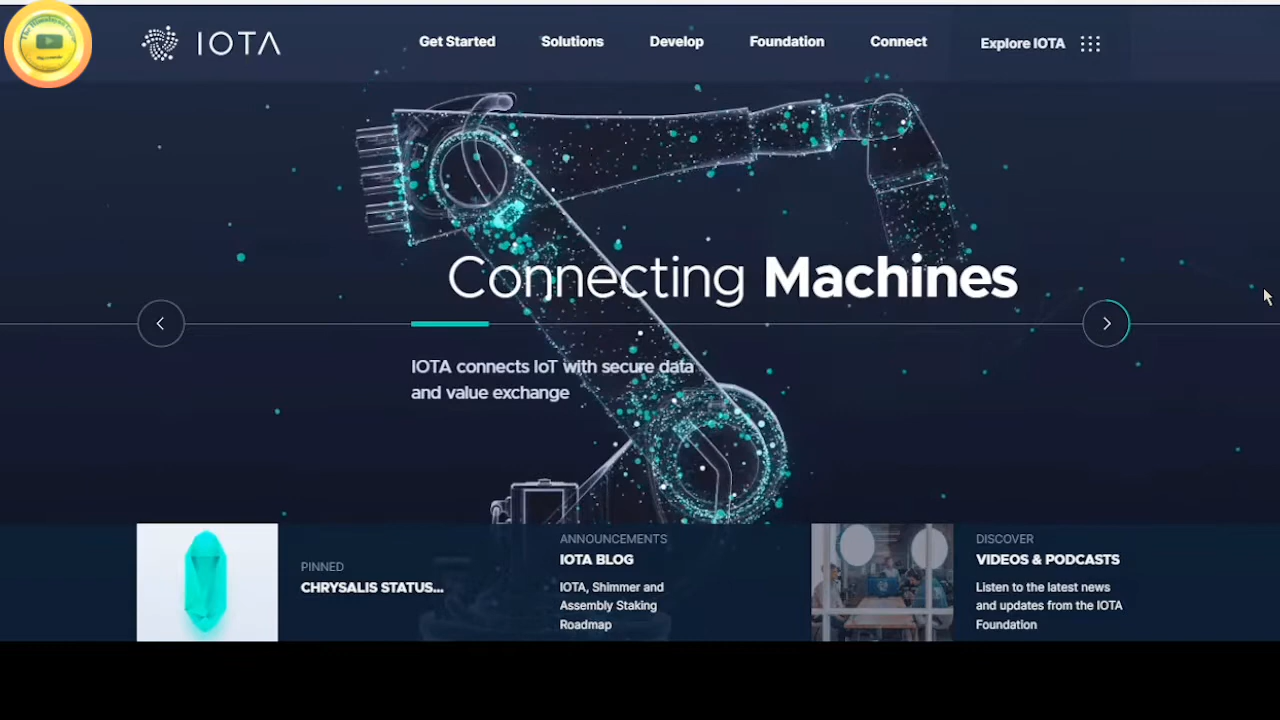 IOTA
Get Started
Solutions
Develop
Foundation
Connect
Explore IOTA
Connecting Machines
IOTA connects IoT with secure data
and value exchange
PINNED
CHRYSALIS STATUS...
ANNOUNCEMENTS
IOTA BLOG
IOTA, Shimmer and
Assembly Staking
Roadmap
DISCOVER
VIDEOS & PODCASTS
Listen to the latest news
and updates from the IOTA
Foundation